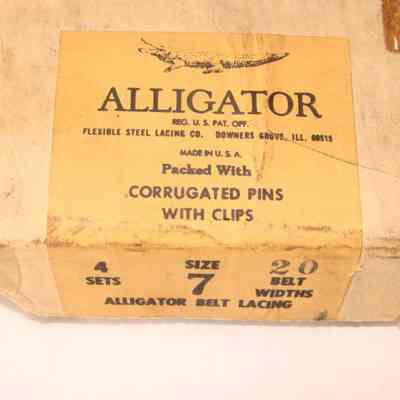 ALLIGATOR
REG. U. S. PAT. OFF.
FLEXIBLE STEEL LACING CO. DOWNERS GROVE, ILL. 60515
MADE IN U. S. A.
Packed With
CORRUGATED PINS
WITH CLIPS
4 SIZE 20
SETS 7 BELT WIDTHS
ALLIGATOR BELT LACING